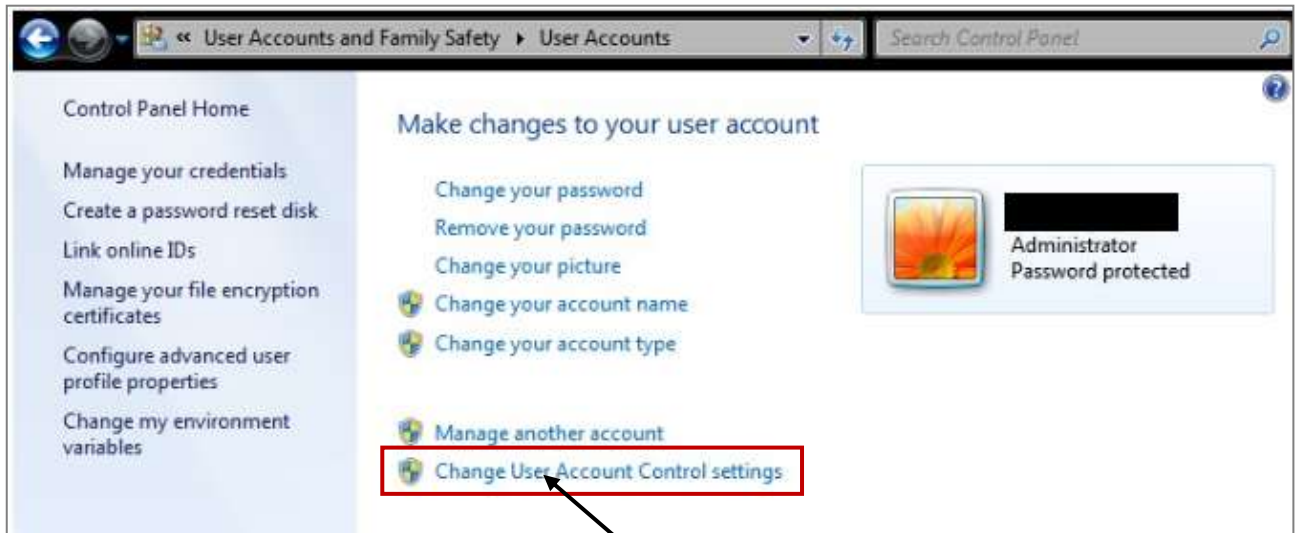 « User Accounts and Family Safety ▸ User Accounts
Search Control Panel
Control Panel Home
Manage your credentials
Create a password reset disk
Link online IDs
Manage your file encryption
certificates
Configure advanced user
profile properties
Change my environment
variables
Make changes to your user account
Change your password
Remove your password
Change your picture
Change your account name
Change your account type
Manage another account
Change User Account Control settings
Administrator
Password protected